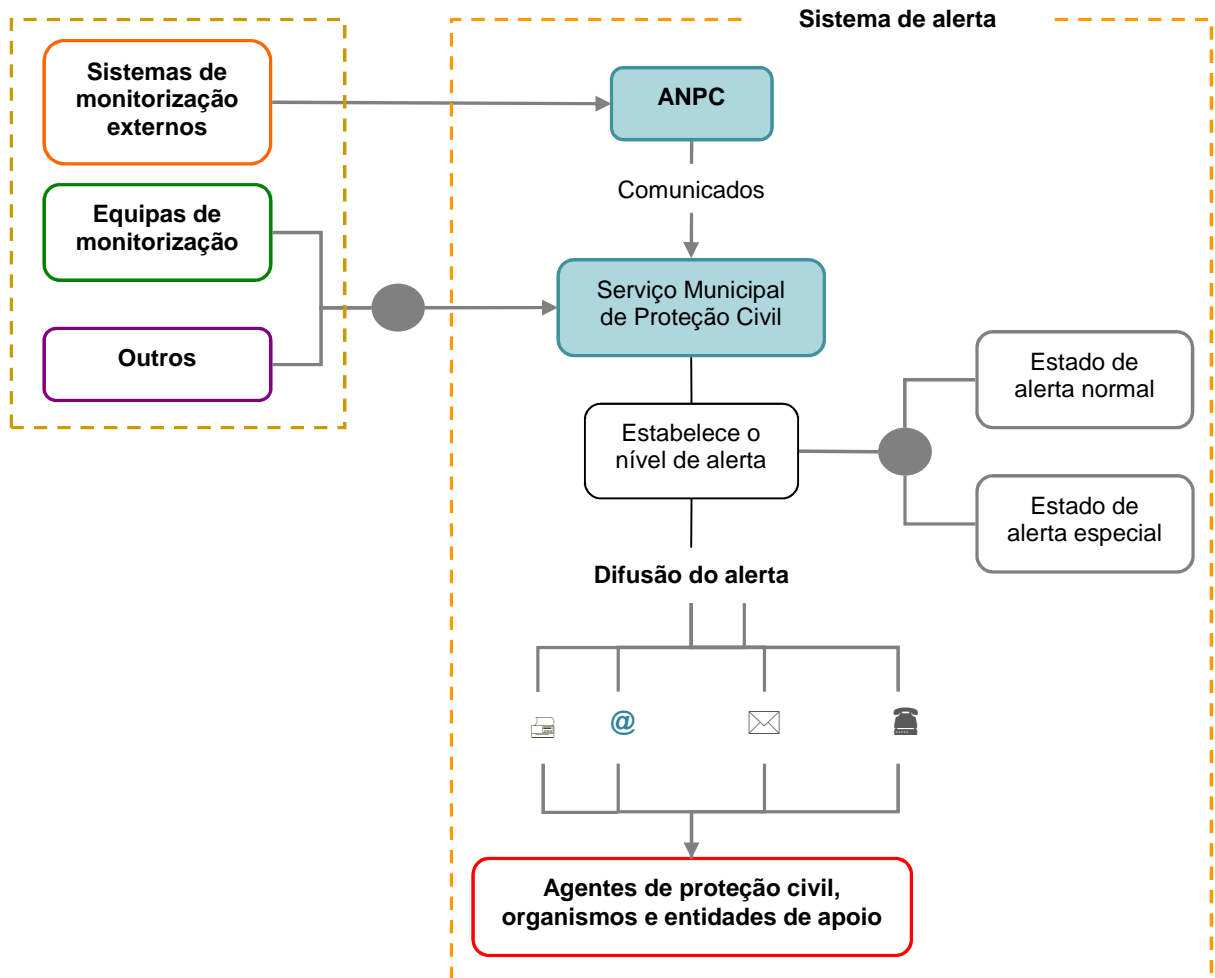 Sistema de alerta
Sistemas de
monitorização
externos
ANPC
Comunicados
Equipas de
monitorização
Serviço Municipal
de Proteção Civil
Outros
Estado de
alerta normal
Estabelece o
nível de alerta
Estado de
alerta especial
Difusão do alerta
@
Agentes de proteção civil,
organismos e entidades de apoio